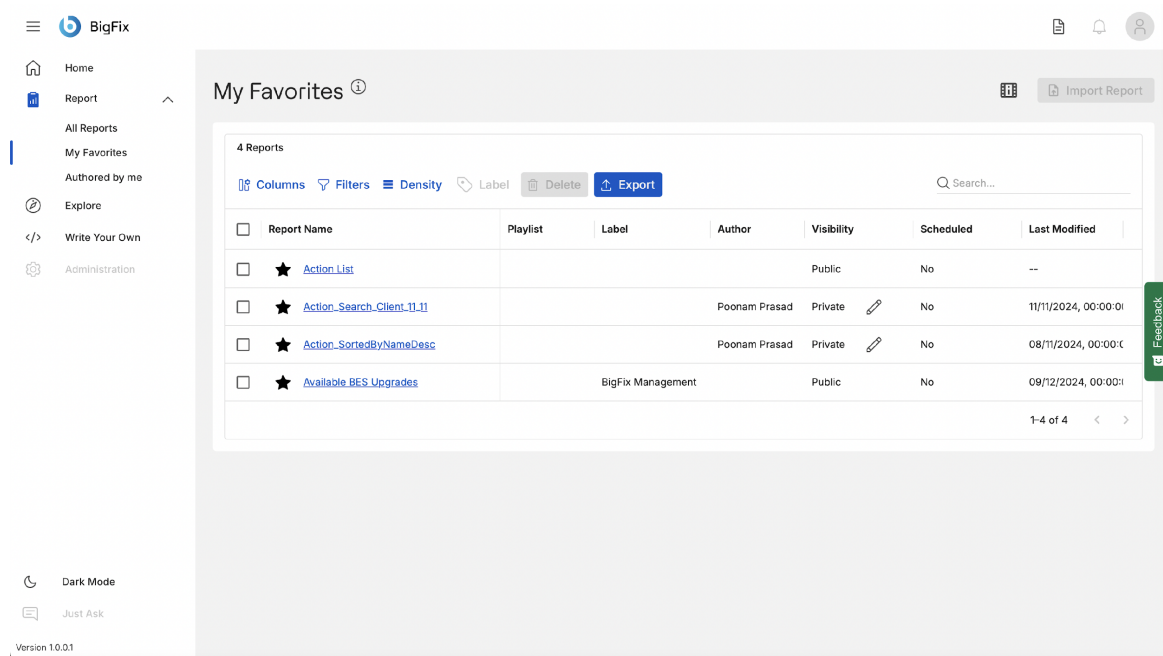 BigFix
Home
Report
All Reports
My Favorites
Authored by me
Explore
Write Your Own
Administration
Dark Mode
Just Ask
Version 1.0.0.1
My Favorites
Import Report
4 Reports
Columns Filters Density Label Delete Export Search...
Report Name Playlist Label Author Visibility Scheduled Last Modified
Action List Public No --
Action_Search_Client_11_11 Poonam Prasad Private No 11/11/2024, 00:00:0
Action_SortedByNameDesc Poonam Prasad Private No 08/11/2024, 00:00:
Available BES Upgrades BigFix Management Public No 09/12/2024, 00:00:
1–4 of 4
Feedback